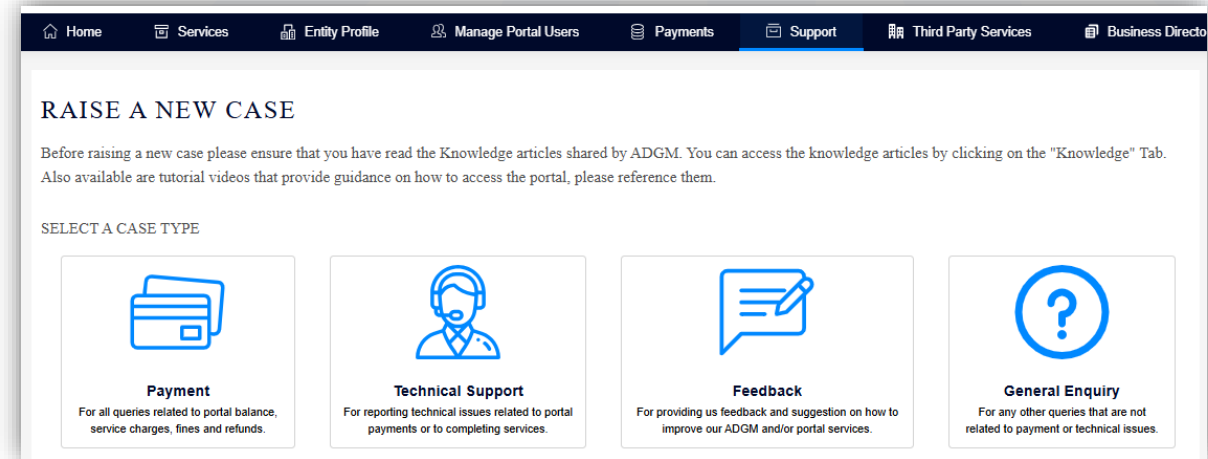 Home Services Entity Profile Manage Portal Users Payments Support Third Party Services Business Directo
RAISE A NEW CASE
Before raising a new case please ensure that you have read the Knowledge articles shared by ADGM. You can access the knowledge articles by clicking on the "Knowledge" Tab.
Also available are tutorial videos that provide guidance on how to access the portal, please reference them.
SELECT A CASE TYPE
Payment
For all queries related to portal balance,
service charges, fines and refunds.
Technical Support
For reporting technical issues related to portal
payments or to completing services.
Feedback
For providing us feedback and suggestion on how to
improve our ADGM and/or portal services.
General Enquiry
For any other queries that are not
related to payment or technical issues.